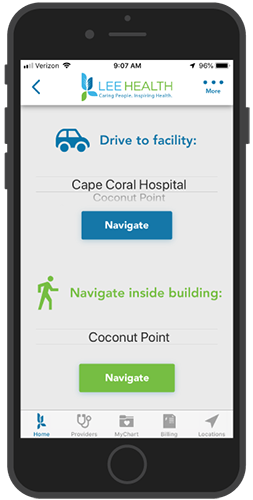 Verizon 9:07 AM 96%
LEE HEALTH
Caring People. Inspiring Health.
More
Drive to facility:
Cape Coral Hospital
Coconut Point
Navigate
Navigate inside building:
Coconut Point
Navigate
Home Providers MyChart Billing Locations